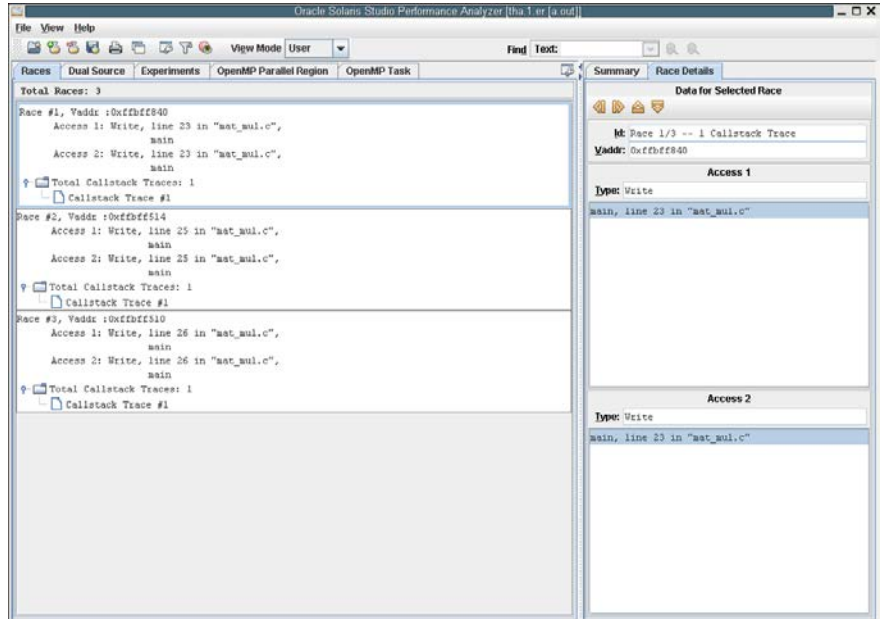 Oracle Solaris Studio Performance Analyzer [tha.1.er [a.out]]
File View Help
View Mode User
Find Text:
Races Dual Source Experiments OpenMP Parallel Region OpenMP Task
Total Races: 3
Race #1, Vaddr :0xffbff840
Access 1: Write, line 23 in "mat_mul.c",
main
Access 2: Write, line 23 in "mat_mul.c",
main
Total Callstack Traces: 1
Callstack Trace #1
Race #2, Vaddr :0xffbff514
Access 1: Write, line 25 in "mat_mul.c",
main
Access 2: Write, line 25 in "mat_mul.c",
main
Total Callstack Traces: 1
Callstack Trace #1
Race #3, Vaddr :0xffbff510
Access 1: Write, line 26 in "mat_mul.c",
main
Access 2: Write, line 26 in "mat_mul.c",
main
Total Callstack Traces: 1
Callstack Trace #1
Summary Race Details
Data for Selected Race
Id: Race 1/3 -- 1 Callstack Trace
Vaddr: 0xffbff840
Access 1
Type: Write
main, line 23 in "mat_mul.c"
Access 2
Type: Write
main, line 23 in "mat_mul.c"